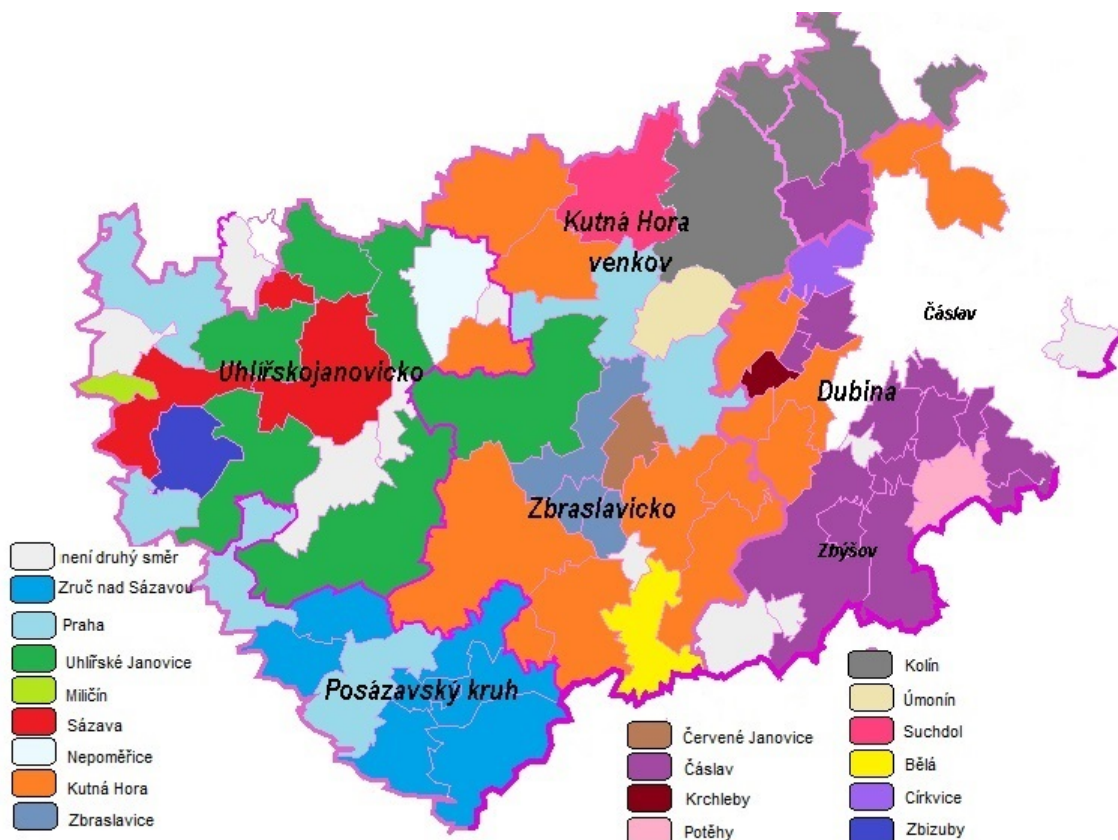 Kutná Hora
venkov
Čáslav
Uhlířskojanovicko
Dubina
Zbraslavicko
Zbýšov
Posázavský kruh
není druhý směr
Zruč nad Sázavou
Praha
Uhlířské Janovice
Miličín
Sázava
Nepoměřice
Kutná Hora
Zbraslavice
Červené Janovice
Čáslav
Krchleby
Potěhy
Kolín
Úmonín
Suchdol
Bělá
Církvice
Zbizuby